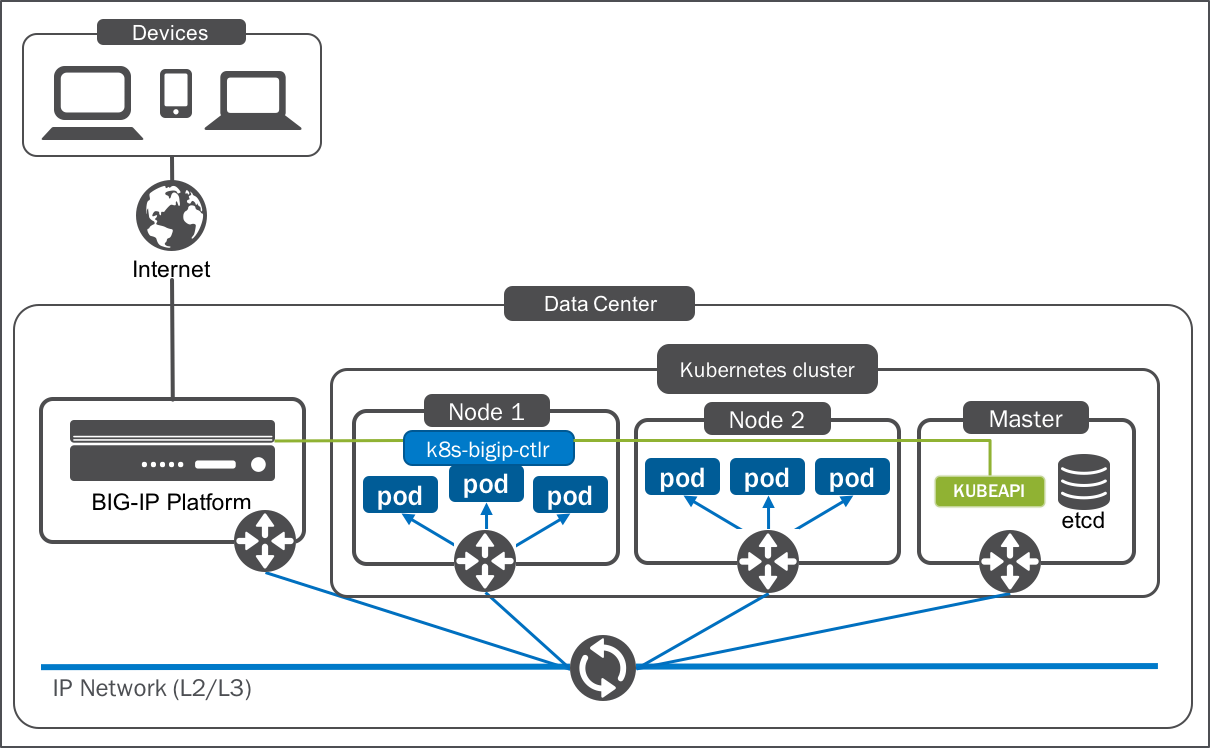 Devices
Internet
Data Center
Kubernetes cluster
Node 1
Node 2
Master
k8s-bigip-ctlr
pod
pod
pod
pod
pod
pod
KUBEAPI
etcd
BIG-IP Platform
IP Network (L2/L3)